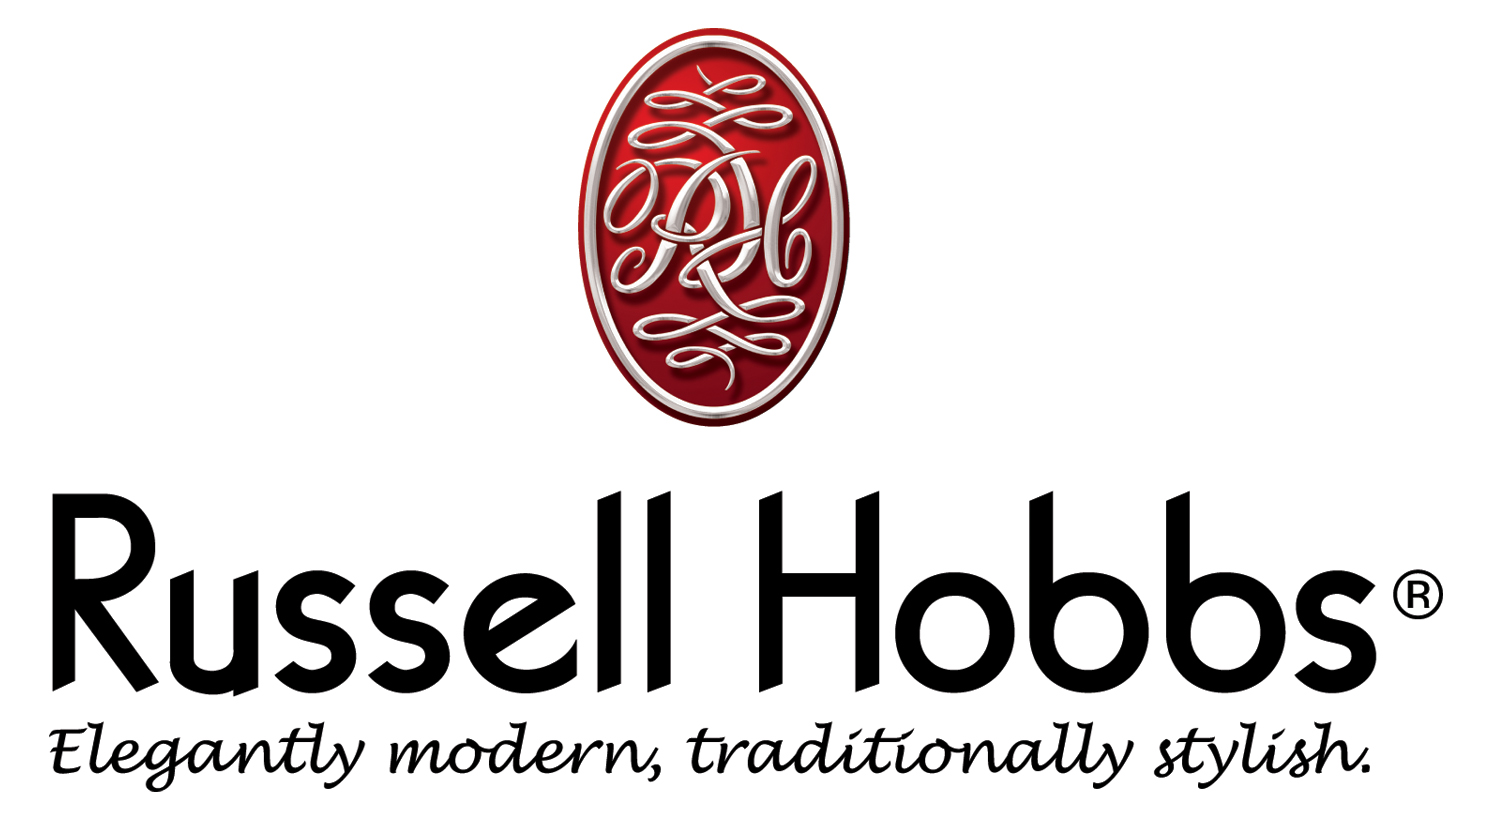 Russell Hobbs®
Elegantly modern, traditionally stylish.